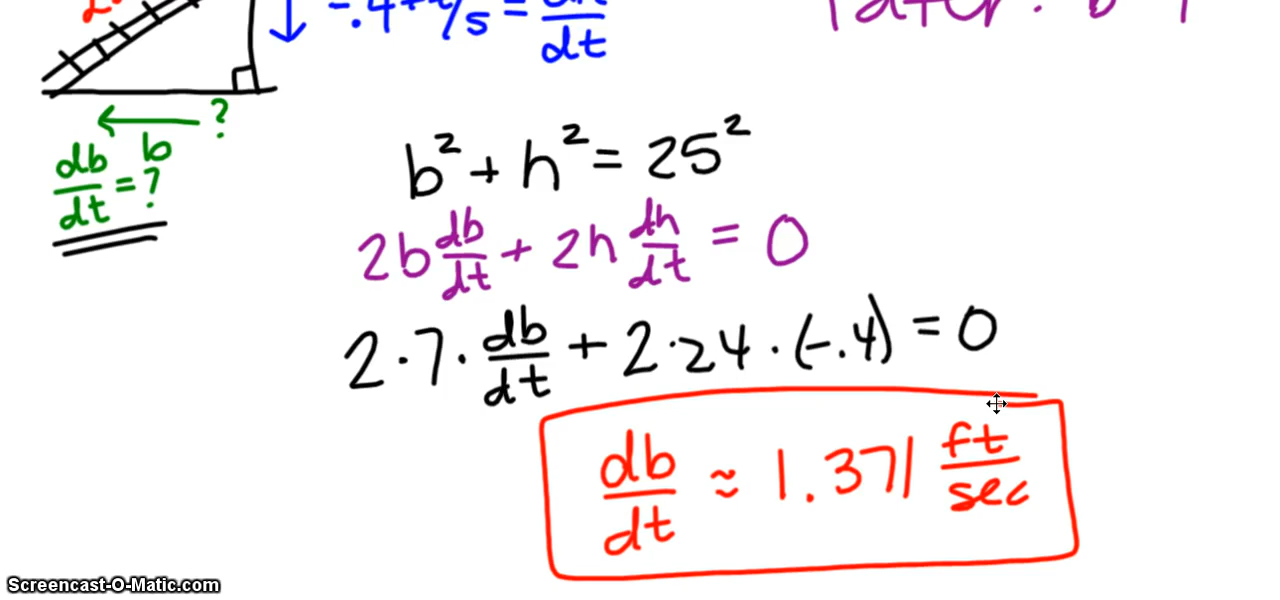 -.4 ft/s = dh/dt
?
b
db/dt = ?
b² + h² = 25²
2b db/dt + 2h dh/dt = 0
2·7· db/dt + 2·24·(-.4) = 0
db/dt ≈ 1.371 ft/sec
Screencast-O-Matic.com